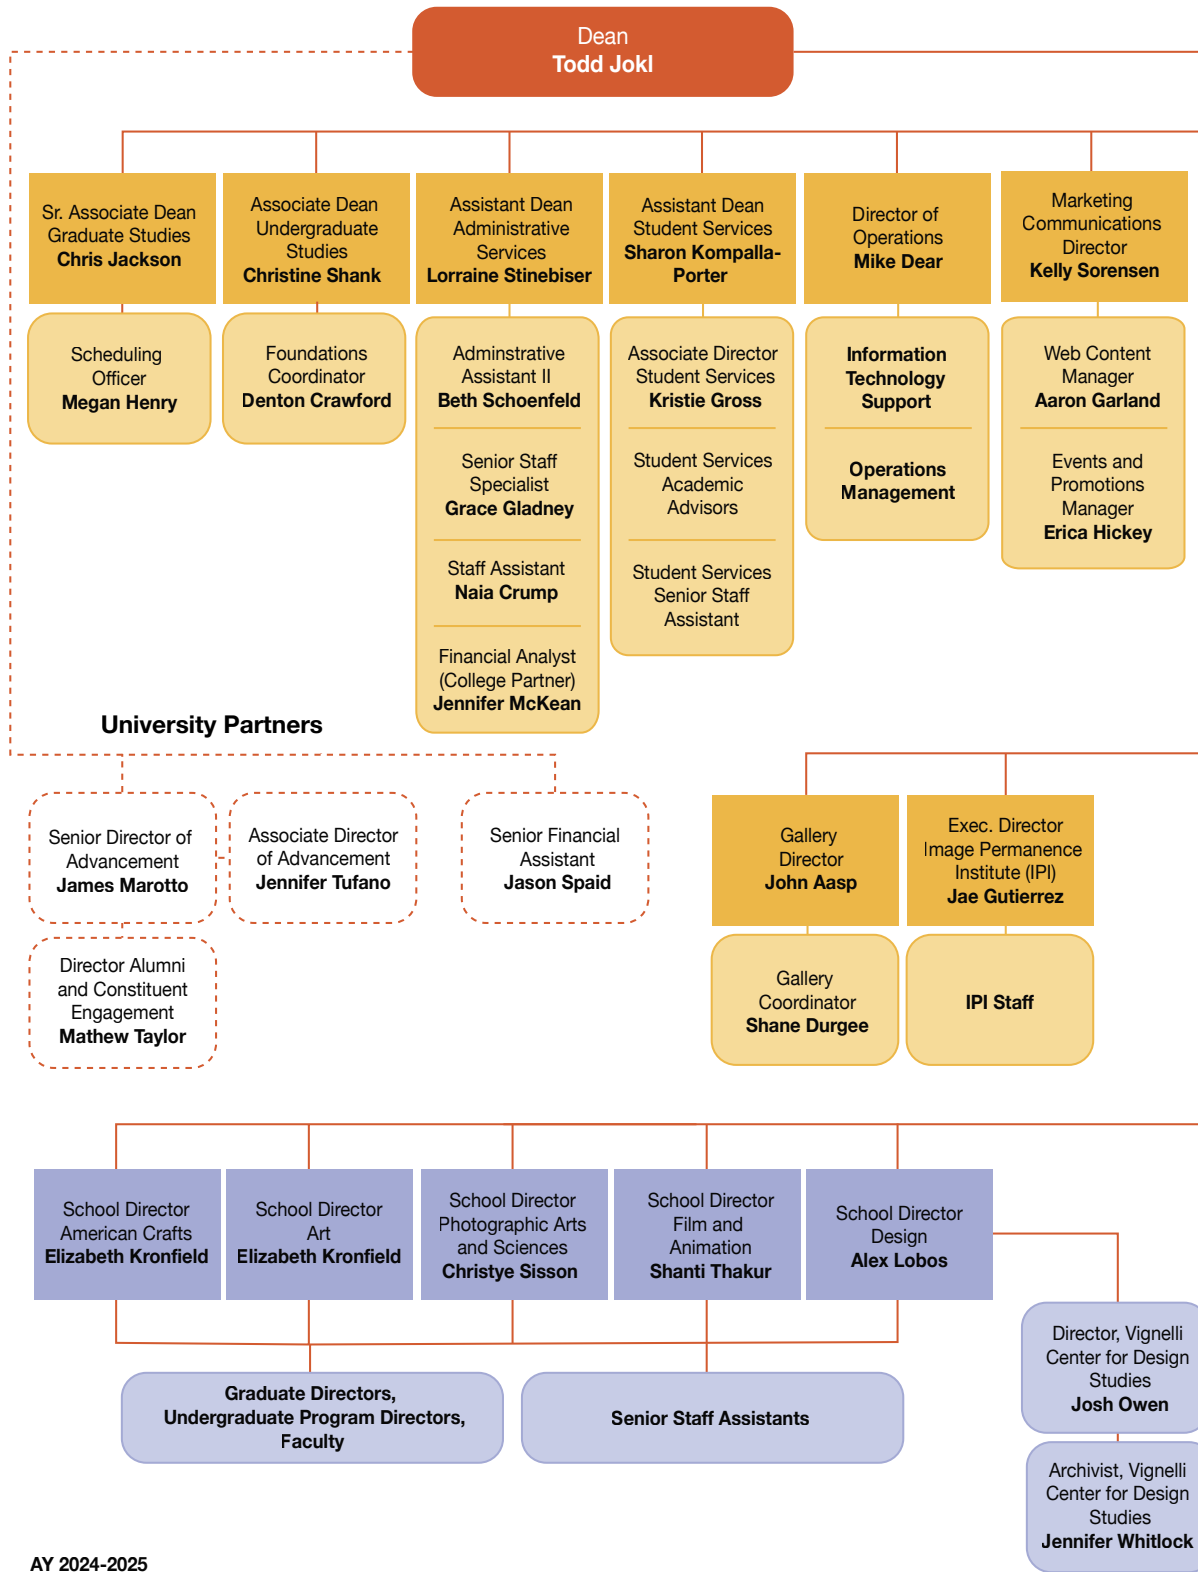 Dean
Todd Jokl
Sr. Associate Dean
Graduate Studies
Chris Jackson
Associate Dean
Undergraduate
Studies
Christine Shank
Assistant Dean
Administrative
Services
Lorraine Stinebiser
Assistant Dean
Student Services
Sharon Kompalla-
Porter
Director of
Operations
Mike Dear
Marketing
Communications
Director
Kelly Sorensen
Scheduling
Officer
Megan Henry
Foundations
Coordinator
Denton Crawford
Adminstrative
Assistant II
Beth Schoenfeld
Senior Staff
Specialist
Grace Gladney
Staff Assistant
Naia Crump
Financial Analyst
(College Partner)
Jennifer McKean
Associate Director
Student Services
Kristie Gross
Student Services
Academic
Advisors
Student Services
Senior Staff
Assistant
Information
Technology
Support
Operations
Management
Web Content
Manager
Aaron Garland
Events and
Promotions
Manager
Erica Hickey
University Partners
Senior Director of
Advancement
James Marotto
Associate Director
of Advancement
Jennifer Tufano
Senior Financial
Assistant
Jason Spaid
Director Alumni
and Constituent
Engagement
Mathew Taylor
Gallery
Director
John Aasp
Exec. Director
Image Permanence
Institute (IPI)
Jae Gutierrez
Gallery
Coordinator
Shane Durgee
IPI Staff
School Director
American Crafts
Elizabeth Kronfield
School Director
Art
Elizabeth Kronfield
School Director
Photographic Arts
and Sciences
Christye Sisson
School Director
Film and
Animation
Shanti Thakur
School Director
Design
Alex Lobos
Graduate Directors,
Undergraduate Program Directors,
Faculty
Senior Staff Assistants
Director, Vignelli
Center for Design
Studies
Josh Owen
Archivist, Vignelli
Center for Design
Studies
Jennifer Whitlock
AY 2024-2025